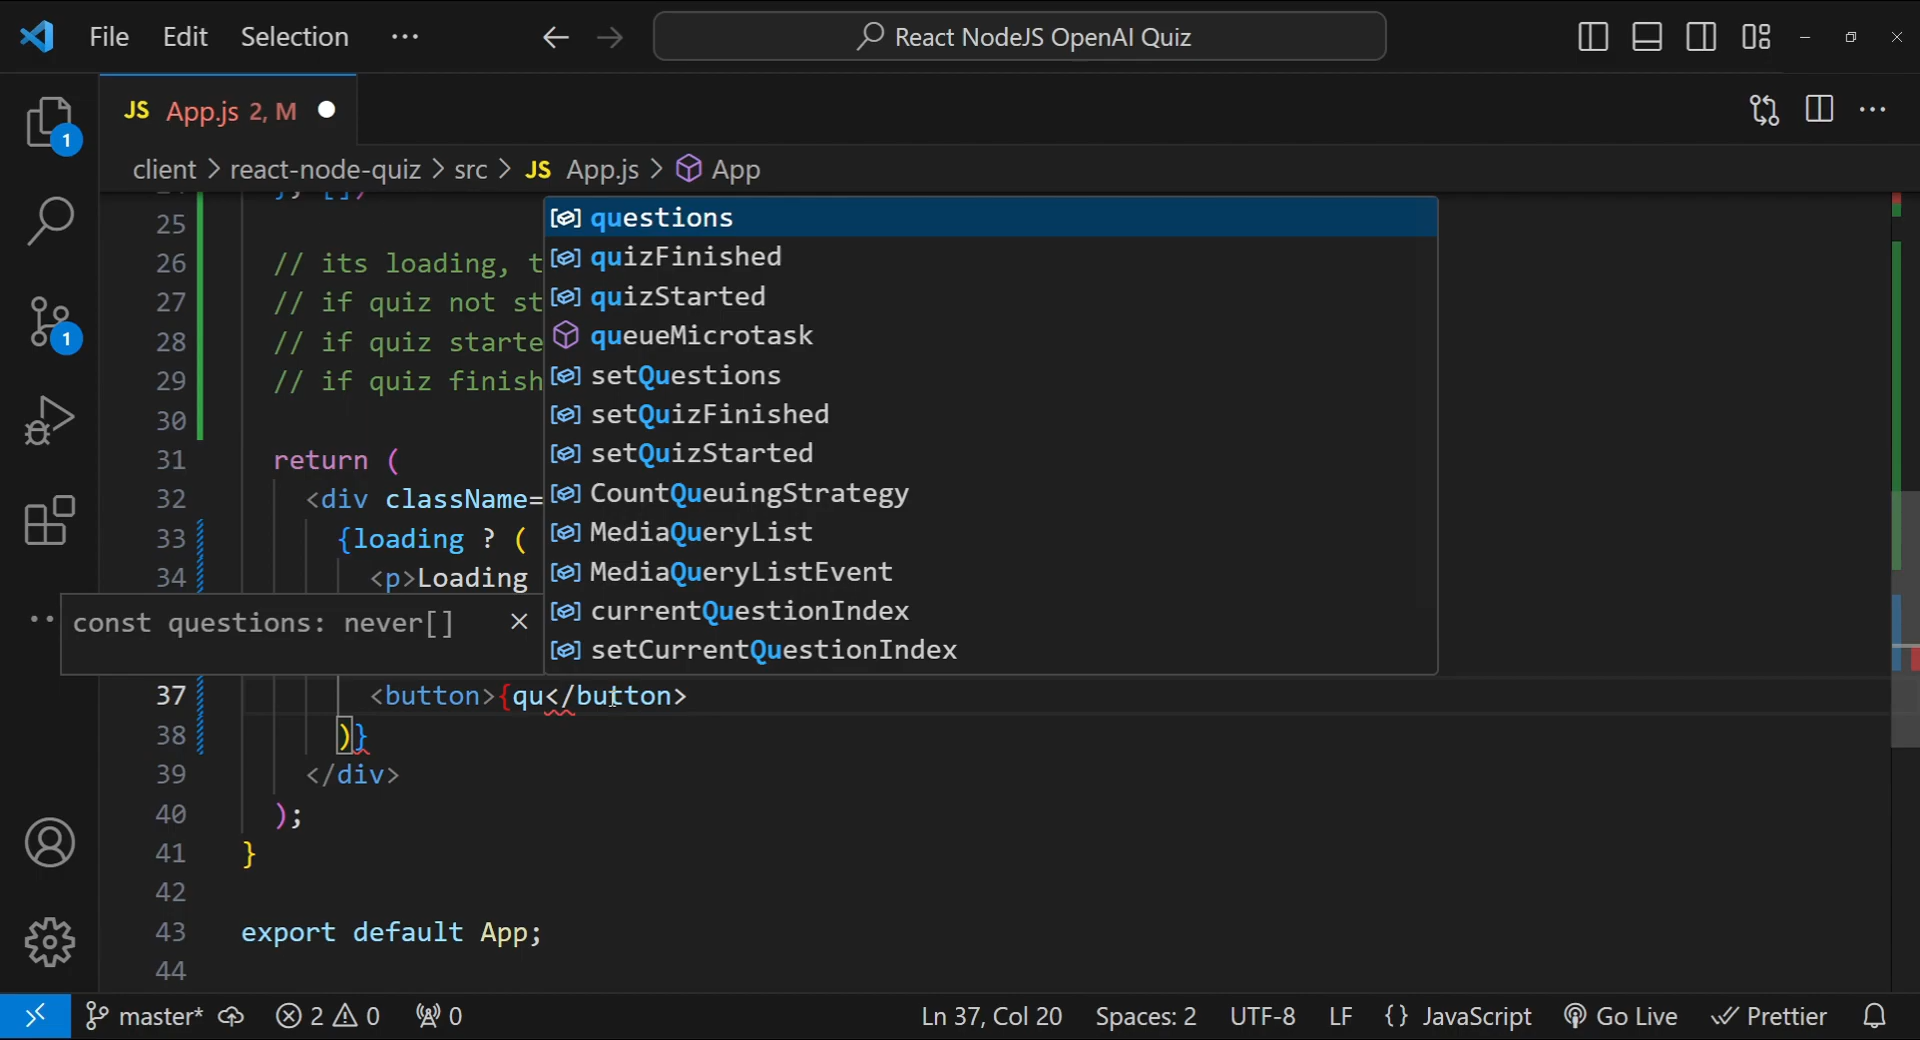 File Edit Selection ··· React NodeJS OpenAI Quiz
JS App.js 2, M
client > react-node-quiz > src > JS App.js > App
25
26 // its loading, t
27 // if quiz not st
28 // if quiz starte
29 // if quiz finish
30
31 return (
32 <div className=
33 {loading ? (
34 <p>Loading
questions
quizFinished
quizStarted
queueMicrotask
setQuestions
setQuizFinished
setQuizStarted
CountQueuingStrategy
MediaQueryList
MediaQueryListEvent
currentQuestionIndex
setCurrentQuestionIndex
const questions: never[]
37 <button>{qu</button>
38 )}
39 </div>
40 );
41 }
42
43 export default App;
44
1
1
master* 2 0 0 Ln 37, Col 20 Spaces: 2 UTF-8 LF {} JavaScript Go Live Prettier